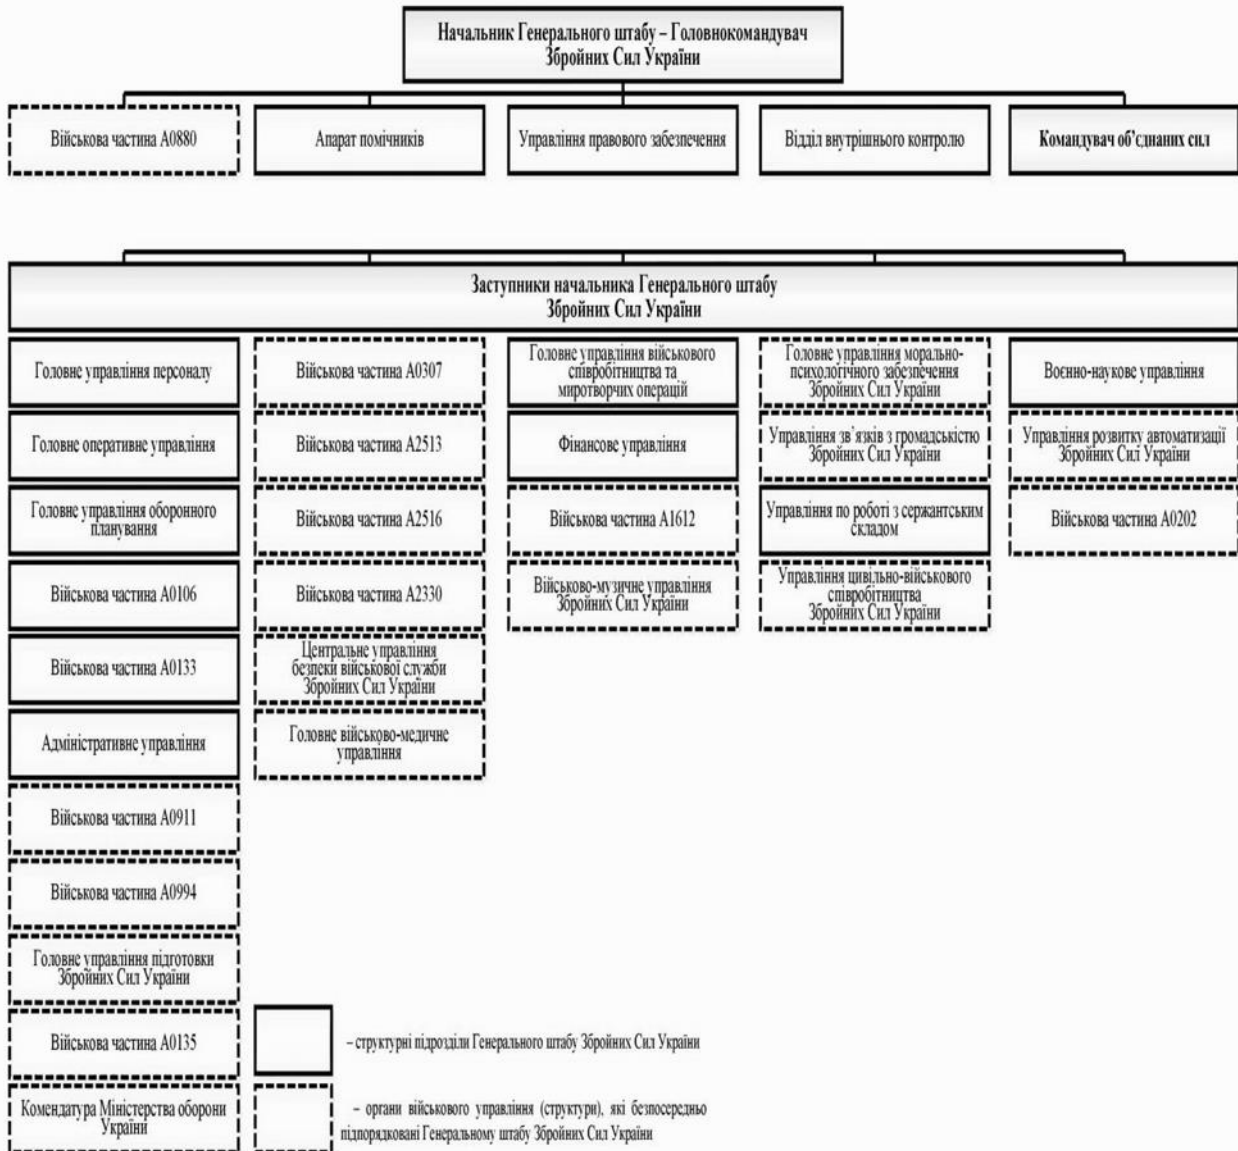 Начальник Генерального штабу – Головнокомандувач
Збройних Сил України
Військова частина А0880
Апарат помічників
Управління правового забезпечення
Відділ внутрішнього контролю
Командувач об’єднаних сил
Заступники начальника Генерального штабу
Збройних Сил України
Головне управління персоналу
Головне оперативне управління
Головне управління оборонного
планування
Військова частина А0106
Військова частина А0133
Адміністративне управління
Військова частина А0911
Військова частина А0994
Головне управління підготовки
Збройних Сил України
Військова частина А0135
Комендатура Міністерства оборони
України
Військова частина А0307
Військова частина А2513
Військова частина А2516
Військова частина А2330
Центральне управління
безпеки військової служби
Збройних Сил України
Головне військово-медичне
управління
Головне управління військового
співробітництва та
миротворчих операцій
Фінансове управління
Військова частина А1612
Військово-музичне управління
Збройних Сил України
Головне управління морально-
психологічного забезпечення
Збройних Сил України
Управління зв’язків з громадськістю
Збройних Сил України
Управління по роботі з сержантським
складом
Управління цивільно-військового
співробітництва
Збройних Сил України
Воєнно-наукове управління
Управління розвитку автоматизації
Збройних Сил України
Військова частина А0202
– структурні підрозділи Генерального штабу Збройних Сил України
– органи військового управління (структури), які безпосередньо
підпорядковані Генеральному штабу Збройних Сил України